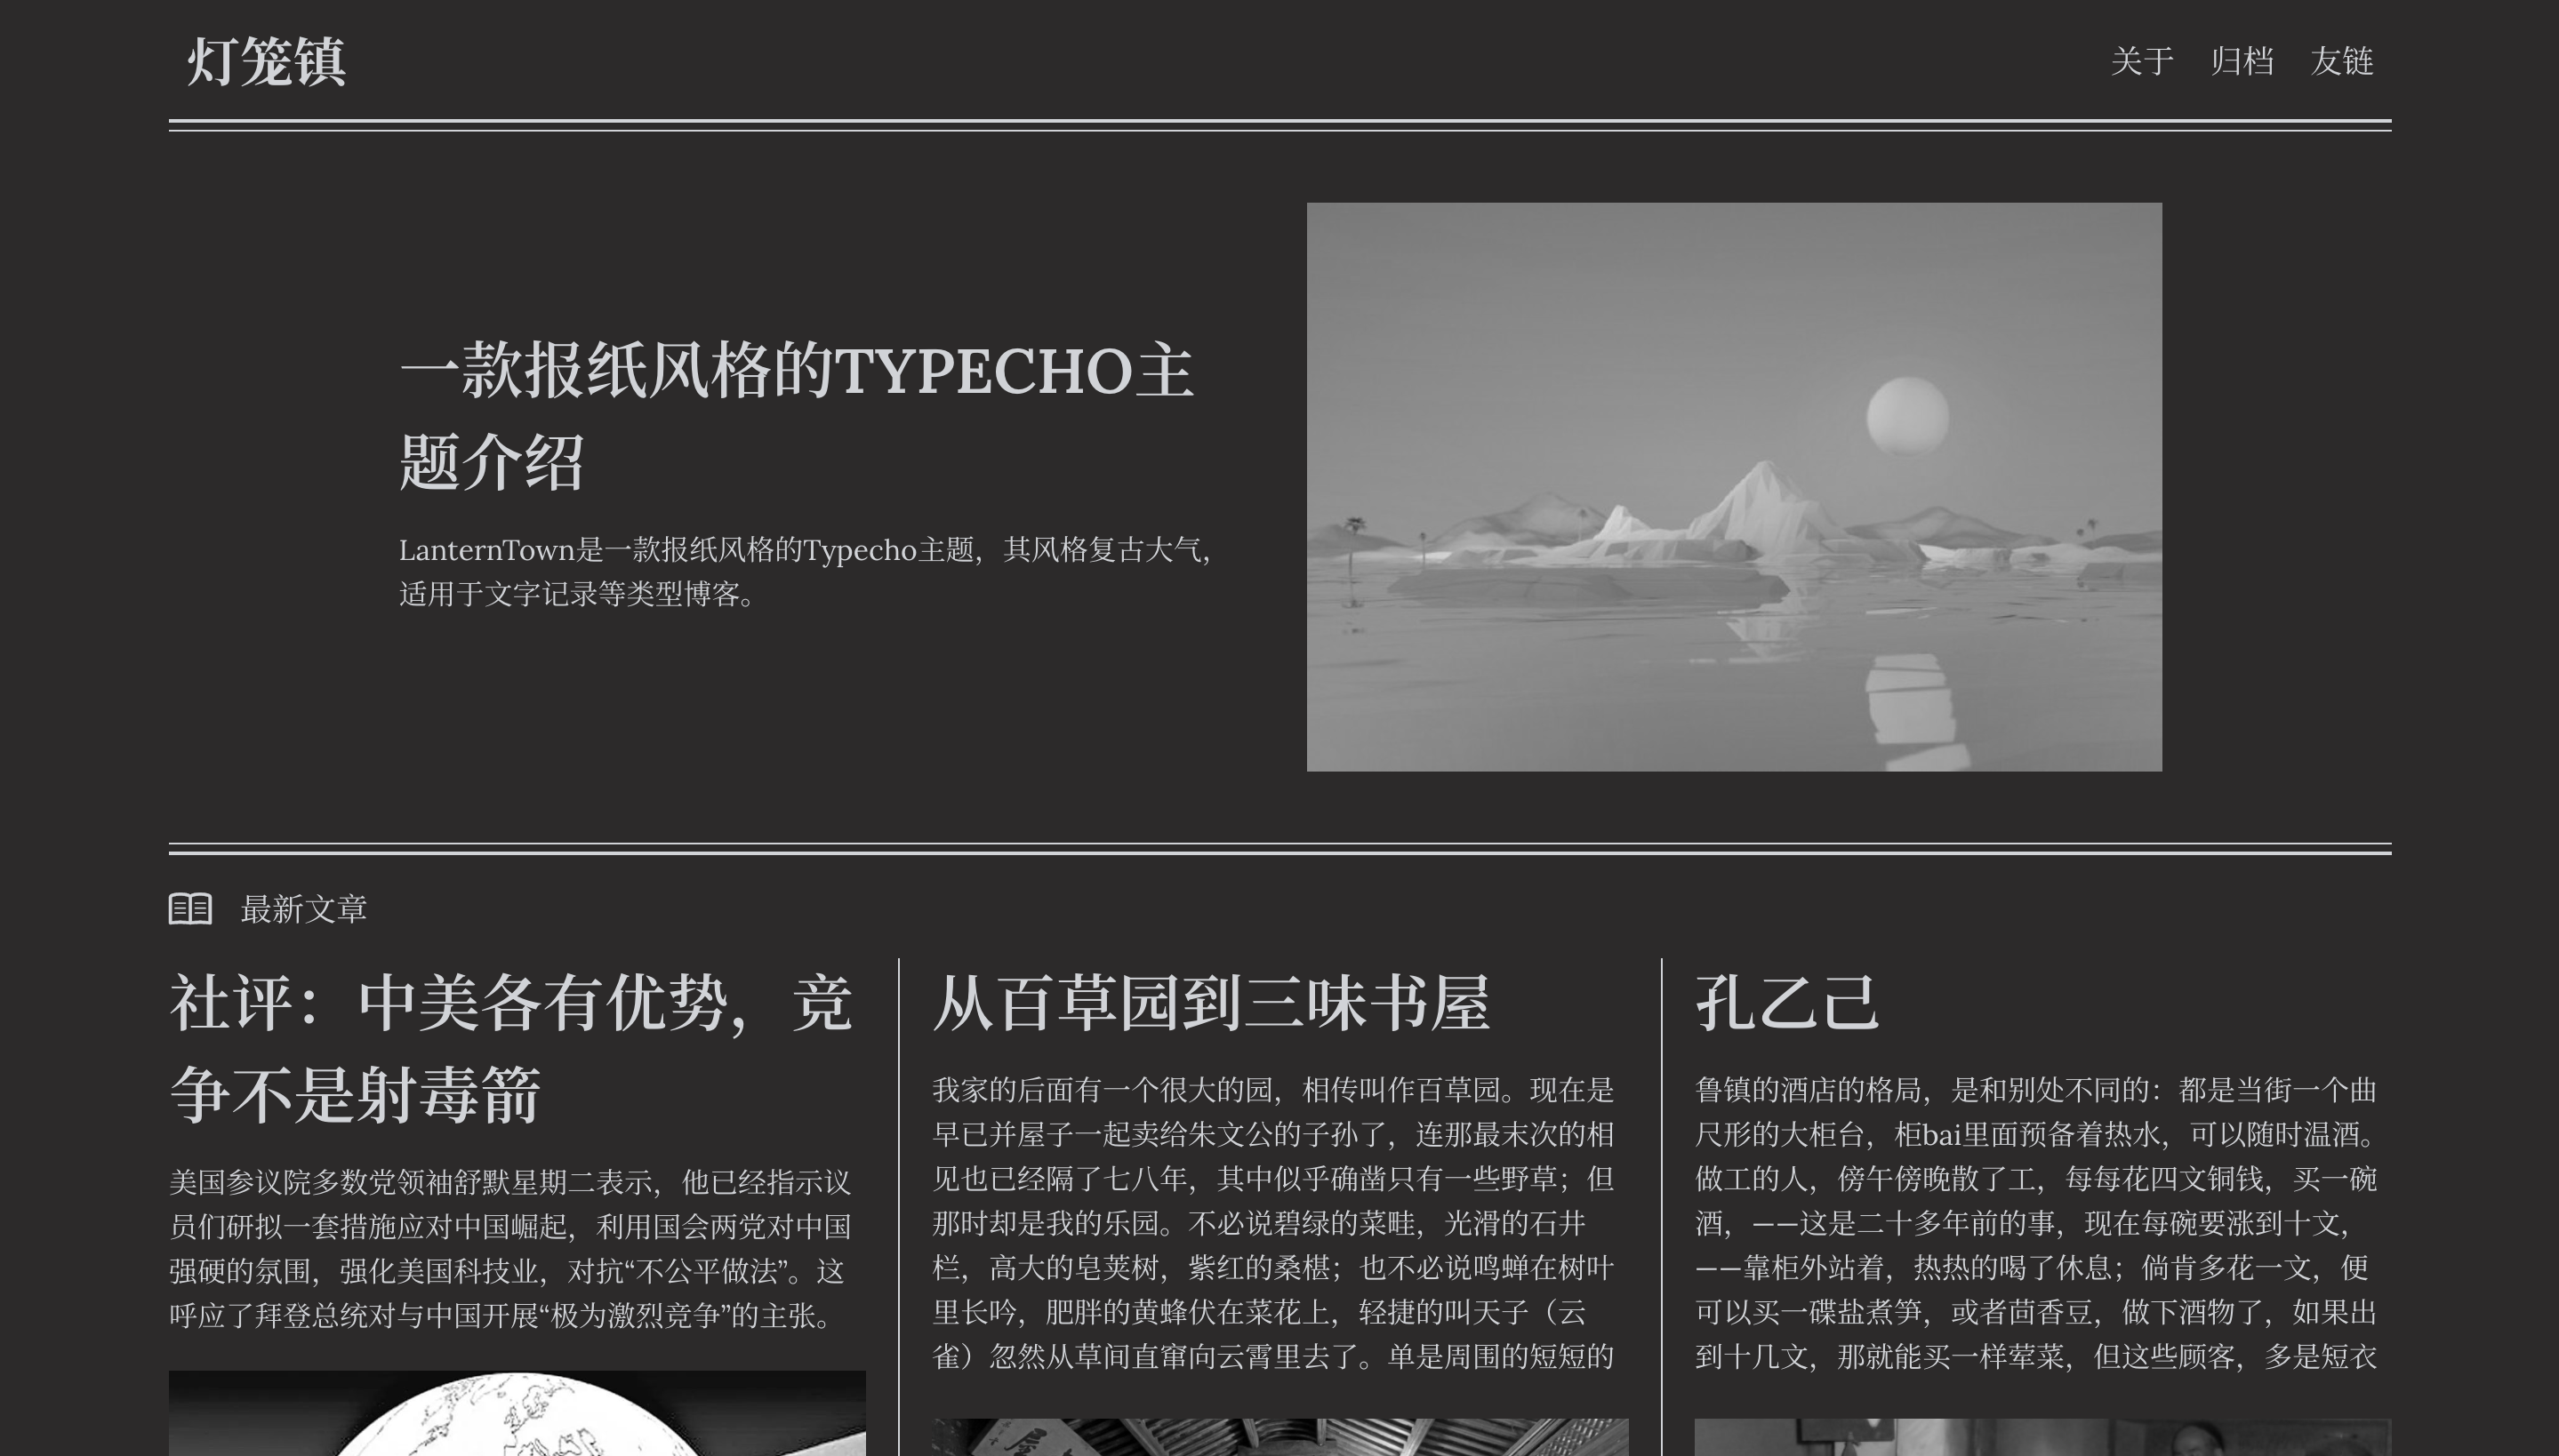 灯笼镇
关于 归档 友链
一款报纸风格的TYPECHO主
题介绍
LanternTown是一款报纸风格的Typecho主题，其风格复古大气，
适用于文字记录等类型博客。
最新文章
社评：中美各有优势，竞
争不是射毒箭
美国参议院多数党领袖舒默星期二表示，他已经指示议
员们研拟一套措施应对中国崛起，利用国会两党对中国
强硬的氛围，强化美国科技业，对抗“不公平做法”。这
呼应了拜登总统对与中国开展“极为激烈竞争”的主张。
从百草园到三味书屋
我家的后面有一个很大的园，相传叫作百草园。现在是
早已并屋子一起卖给朱文公的子孙了，连那最末次的相
见也已经隔了七八年，其中似乎确凿只有一些野草；但
那时却是我的乐园。不必说碧绿的菜畦，光滑的石井
栏，高大的皂荚树，紫红的桑椹；也不必说鸣蝉在树叶
里长吟，肥胖的黄蜂伏在菜花上，轻捷的叫天子（云
雀）忽然从草间直窜向云霄里去了。单是周围的短短的
孔乙己
鲁镇的酒店的格局，是和别处不同的：都是当街一个曲
尺形的大柜台，柜bai里面预备着热水，可以随时温酒。
做工的人，傍午傍晚散了工，每每花四文铜钱，买一碗
酒，——这是二十多年前的事，现在每碗要涨到十文，
——靠柜外站着，热热的喝了休息；倘肯多花一文，便
可以买一碟盐煮笋，或者茴香豆，做下酒物了，如果出
到十几文，那就能买一样荤菜，但这些顾客，多是短衣